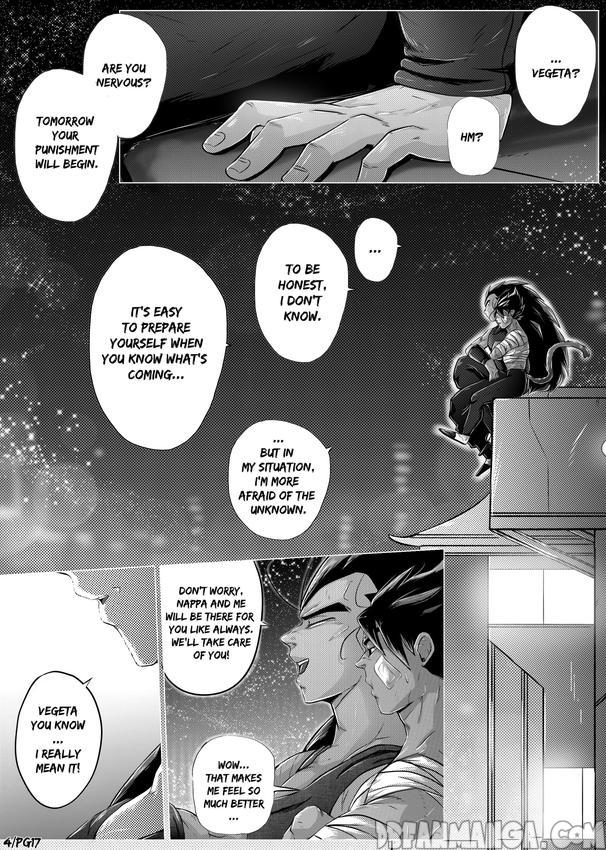 ...
VEGETA?
HM?
ARE YOU
NERVOUS?
TOMORROW
YOUR
PUNISHMENT
WILL BEGIN.
...
TO BE
HONEST,
I DON'T
KNOW.
IT'S EASY
TO PREPARE
YOURSELF WHEN
YOU KNOW WHAT'S
COMING...
...
BUT IN
MY SITUATION,
I'M MORE
AFRAID OF THE
UNKNOWN.
DON'T WORRY,
NAPPA AND ME
WILL BE THERE FOR
YOU LIKE ALWAYS.
WE'LL TAKE CARE
OF YOU!
WOW...
THAT MAKES
ME FEEL SO
MUCH BETTER
...
VEGETA
YOU KNOW
...
I REALLY
MEAN IT!
4/PG17
DBFANMANGA.COM